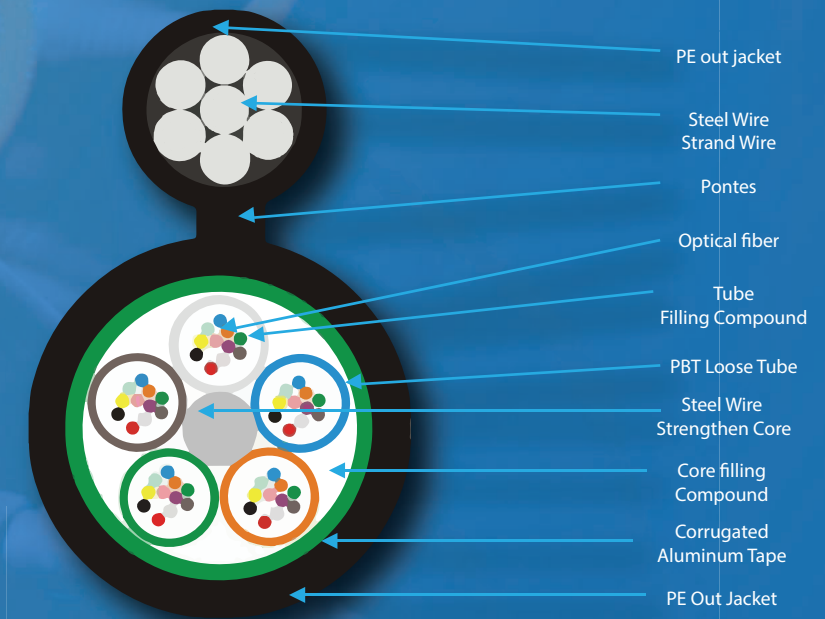 PE out jacket
Steel Wire
Strand Wire
Pontes
Optical fiber
Tube
Filling Compound
PBT Loose Tube
Steel Wire
Strengthen Core
Core filling
Compound
Corrugated
Aluminum Tape
PE Out Jacket